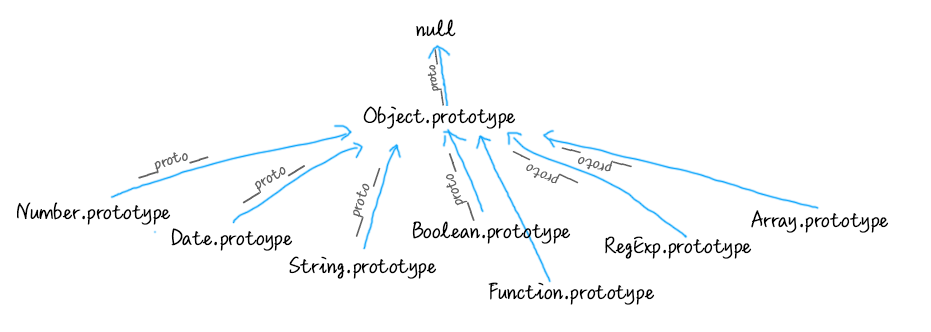 null
__proto__
Object.prototype
__proto__
__proto__
__proto__
__proto__
__proto__
__proto__
Number.prototype
Date.protoype
String.prototype
Boolean.prototype
Function.prototype
RegExp.prototype
Array.prototype